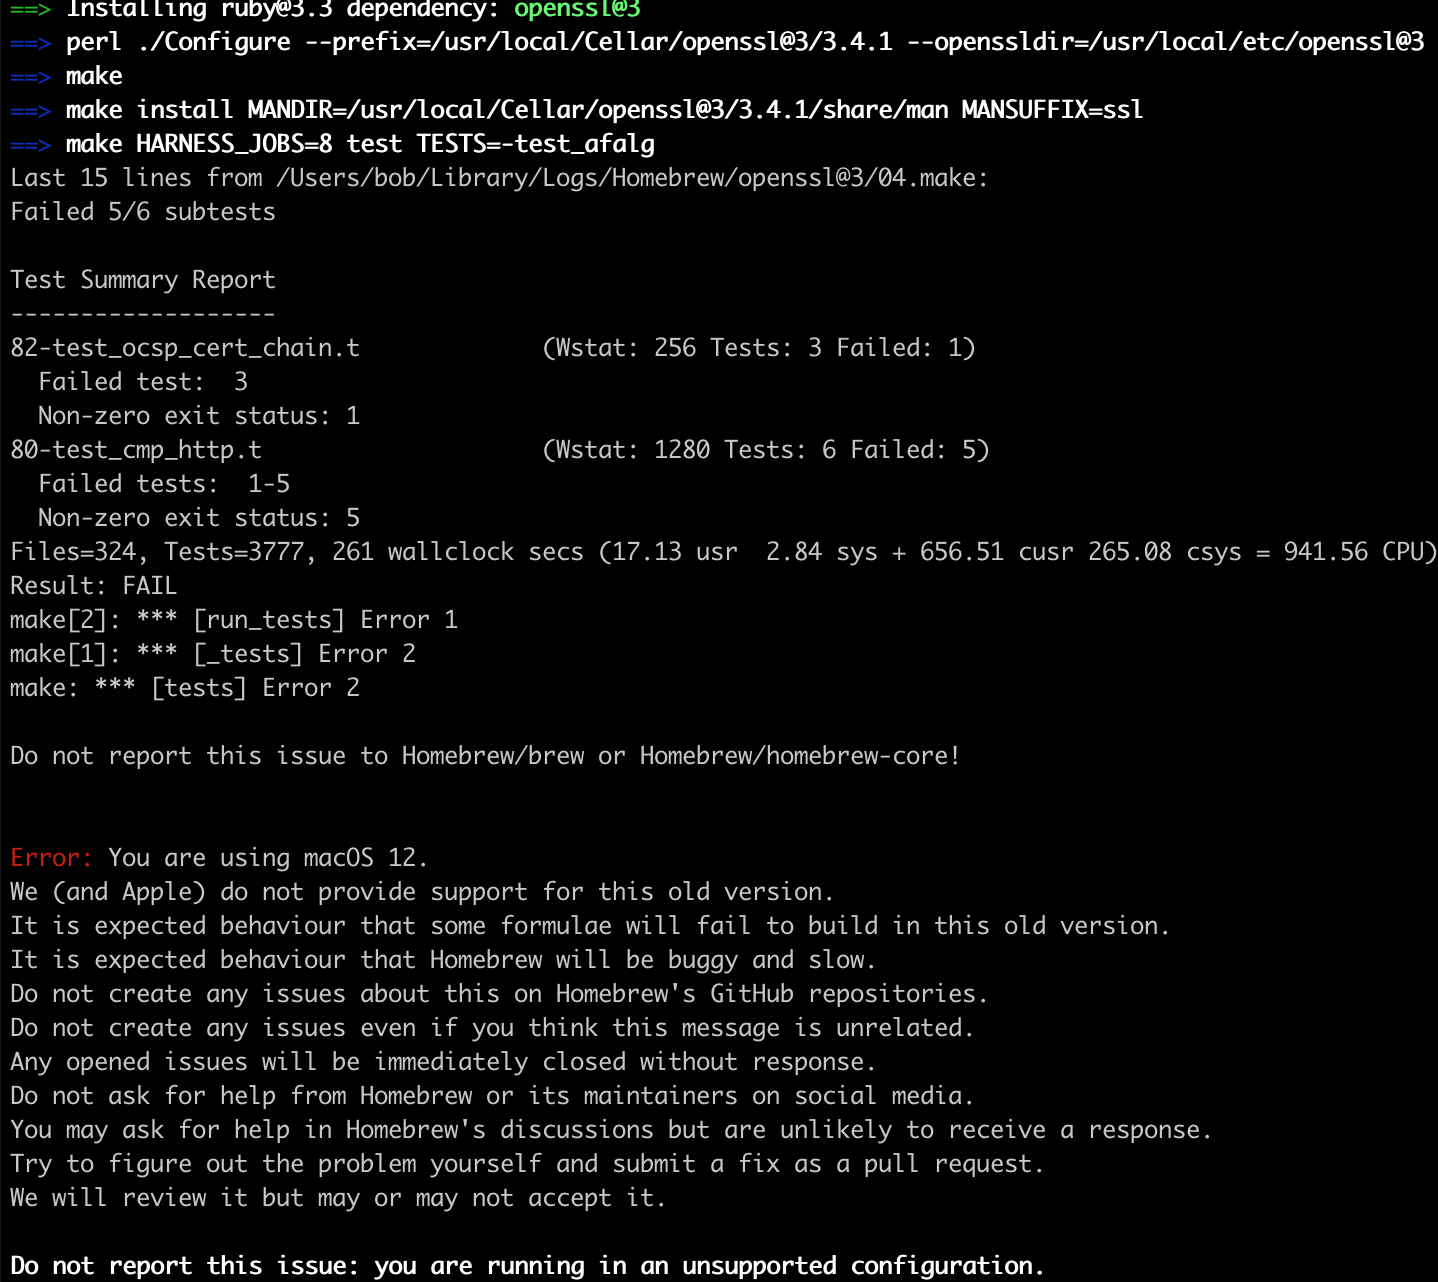 ==> Installing ruby@3.3 dependency: openssl@3
==> perl ./Configure --prefix=/usr/local/Cellar/openssl@3/3.4.1 --openssldir=/usr/local/etc/openssl@3
==> make
==> make install MANDIR=/usr/local/Cellar/openssl@3/3.4.1/share/man MANSUFFIX=ssl
==> make HARNESS_JOBS=8 test TESTS=-test_afalg
Last 15 lines from /Users/bob/Library/Logs/Homebrew/openssl@3/04.make:
Failed 5/6 subtests

Test Summary Report
-------------------
82-test_ocsp_cert_chain.t             (Wstat: 256 Tests: 3 Failed: 1)
  Failed test:  3
  Non-zero exit status: 1
80-test_cmp_http.t                    (Wstat: 1280 Tests: 6 Failed: 5)
  Failed tests:  1-5
  Non-zero exit status: 5
Files=324, Tests=3777, 261 wallclock secs (17.13 usr  2.84 sys + 656.51 cusr 265.08 csys = 941.56 CPU)
Result: FAIL
make[2]: *** [run_tests] Error 1
make[1]: *** [_tests] Error 2
make: *** [tests] Error 2

Do not report this issue to Homebrew/brew or Homebrew/homebrew-core!

Error: You are using macOS 12.
We (and Apple) do not provide support for this old version.
It is expected behaviour that some formulae will fail to build in this old version.
It is expected behaviour that Homebrew will be buggy and slow.
Do not create any issues about this on Homebrew's GitHub repositories.
Do not create any issues even if you think this message is unrelated.
Any opened issues will be immediately closed without response.
Do not ask for help from Homebrew or its maintainers on social media.
You may ask for help in Homebrew's discussions but are unlikely to receive a response.
Try to figure out the problem yourself and submit a fix as a pull request.
We will review it but may or may not accept it.

Do not report this issue: you are running in an unsupported configuration.